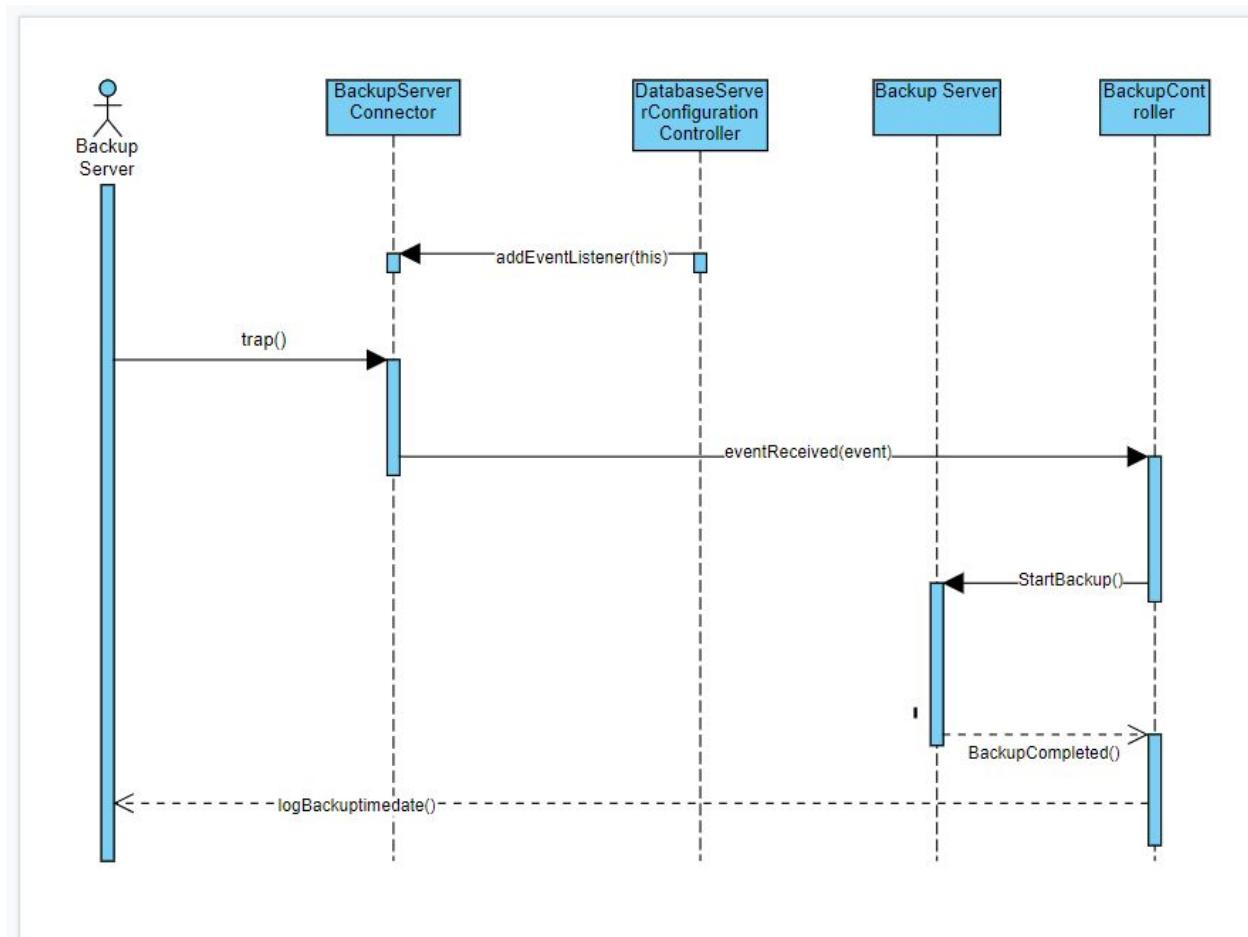 Backup
Server
BackupServer
Connector
DatabaseServe
rConfiguration
Controller
Backup Server
BackupCont
roller
addEventListener(this)
trap()
eventReceived(event)
StartBackup()
BackupCompleted()
logBackuptimedate()